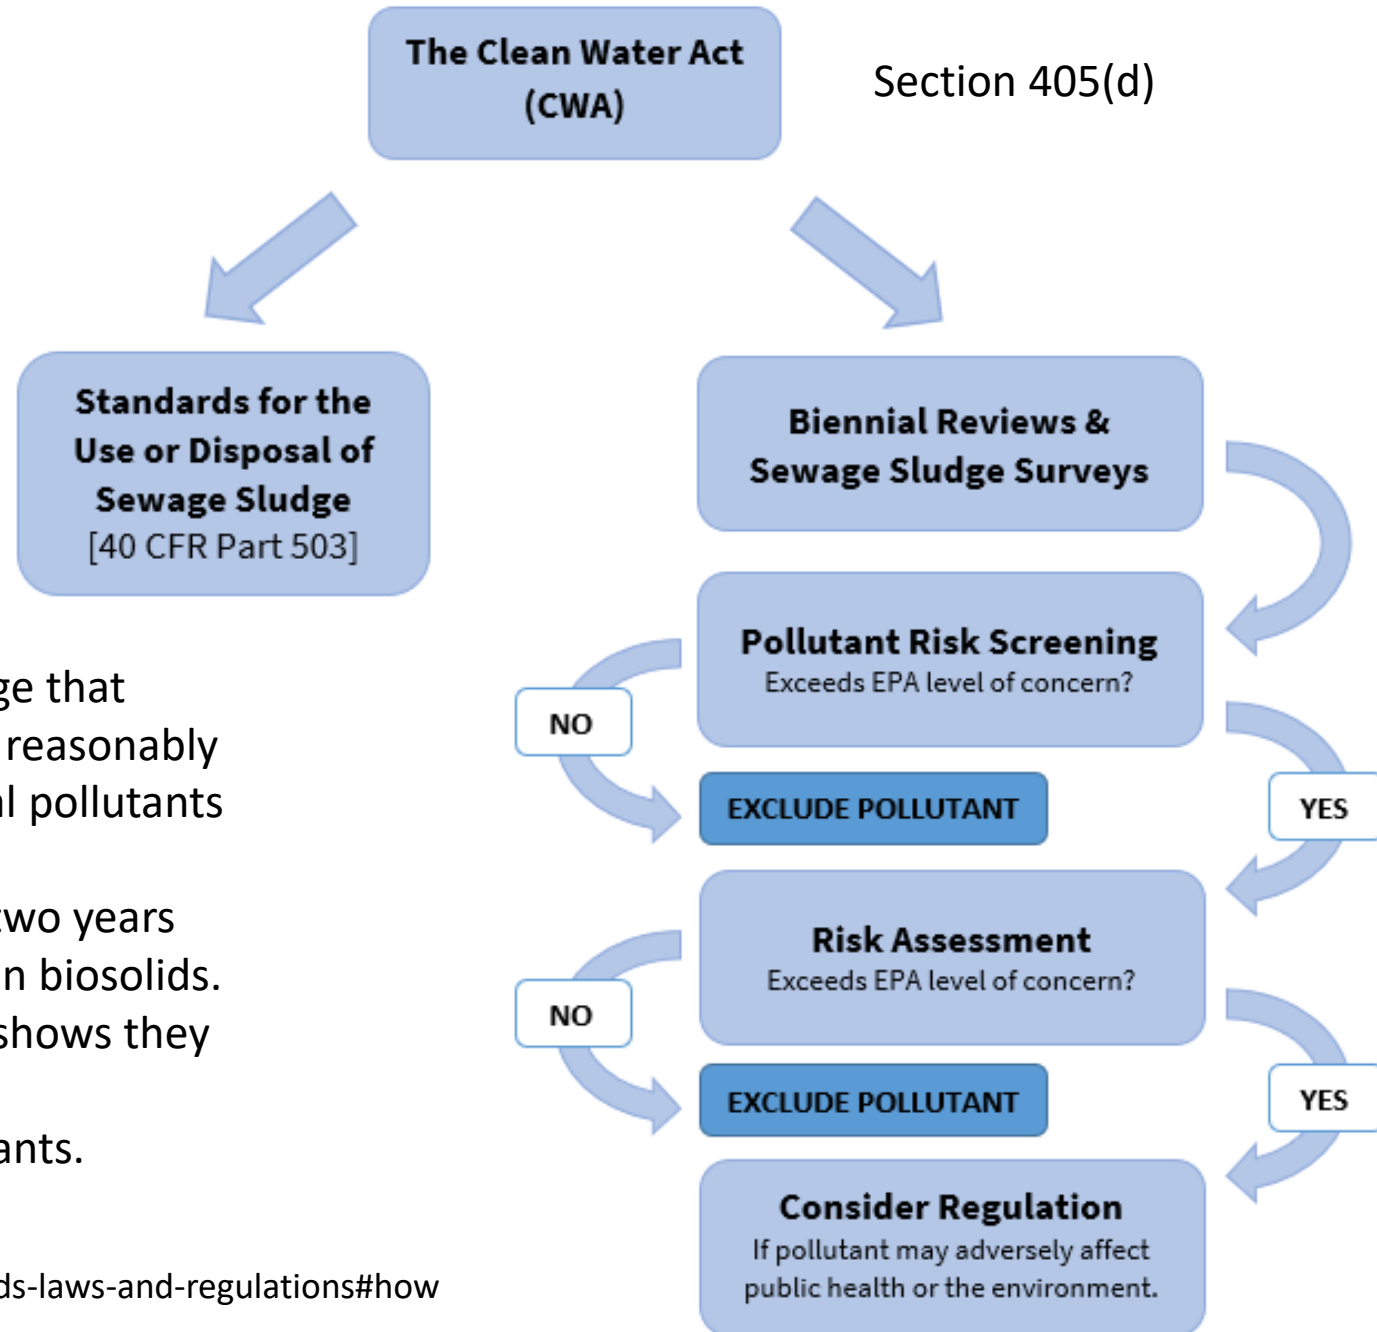 The Clean Water Act
(CWA)
Section 405(d)
Standards for the
Use or Disposal of
Sewage Sludge
[40 CFR Part 503]
Biennial Reviews &
Sewage Sludge Surveys
Pollutant Risk Screening
Exceeds EPA level of concern?
NO
EXCLUDE POLLUTANT
YES
Risk Assessment
Exceeds EPA level of concern?
NO
EXCLUDE POLLUTANT
YES
Consider Regulation
If pollutant may adversely affect
public health or the environment.
ge that
reasonably
al pollutants
two years
in biosolids.
shows they
ants.
ds-laws-and-regulations#how